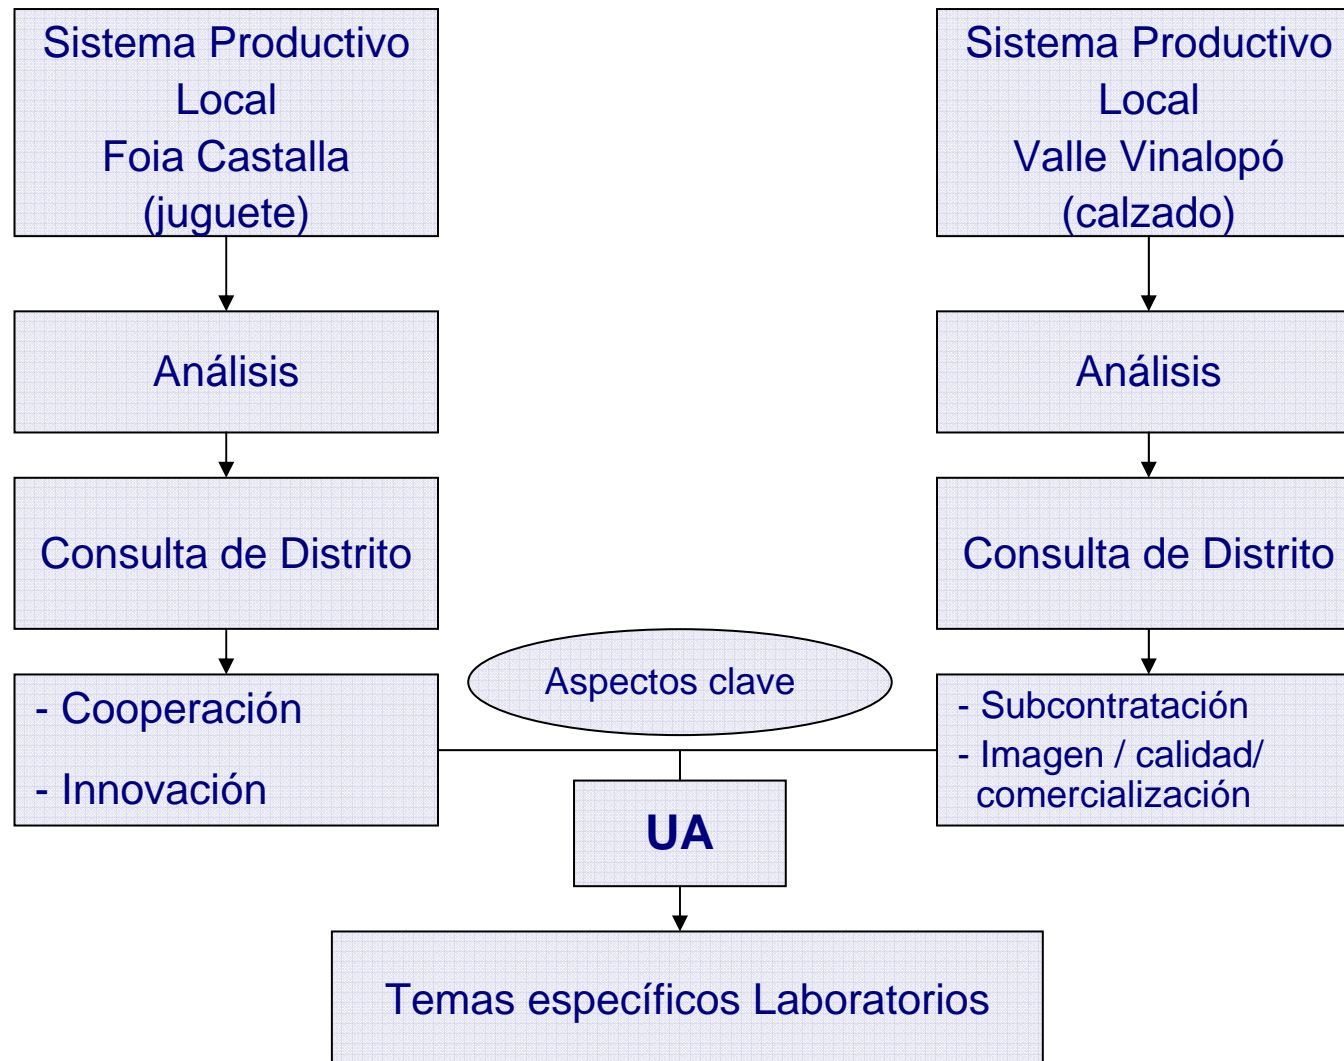 Sistema Productivo
Local
Foia Castalla
(juguete)
Análisis
Consulta de Distrito
- Cooperación
- Innovación
Sistema Productivo
Local
Valle Vinalopó
(calzado)
Análisis
Consulta de Distrito
- Subcontratación
- Imagen / calidad/
comercialización
Aspectos clave
UA
Temas específicos Laboratorios